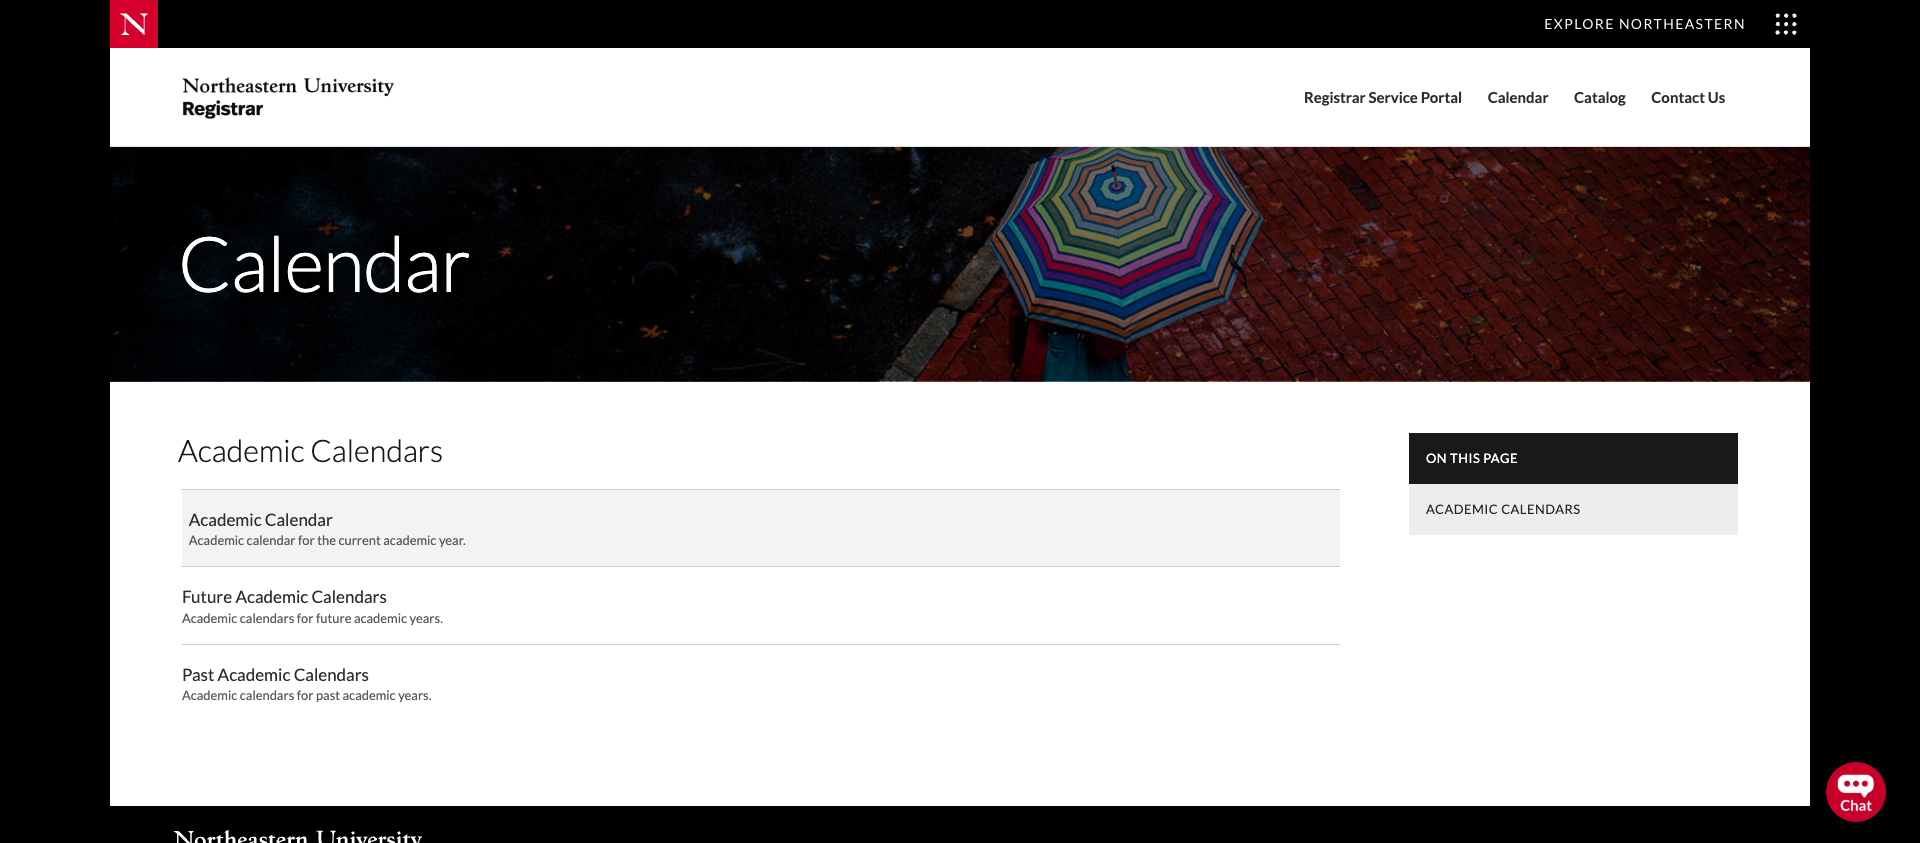 N
EXPLORE NORTHEASTERN
Northeastern University
Registrar
Registrar Service Portal
Calendar
Catalog
Contact Us
Calendar
Academic Calendars
Academic Calendar
Academic calendar for the current academic year.
Future Academic Calendars
Academic calendars for future academic years.
Past Academic Calendars
Academic calendars for past academic years.
ON THIS PAGE
ACADEMIC CALENDARS
Chat
Northeastern University